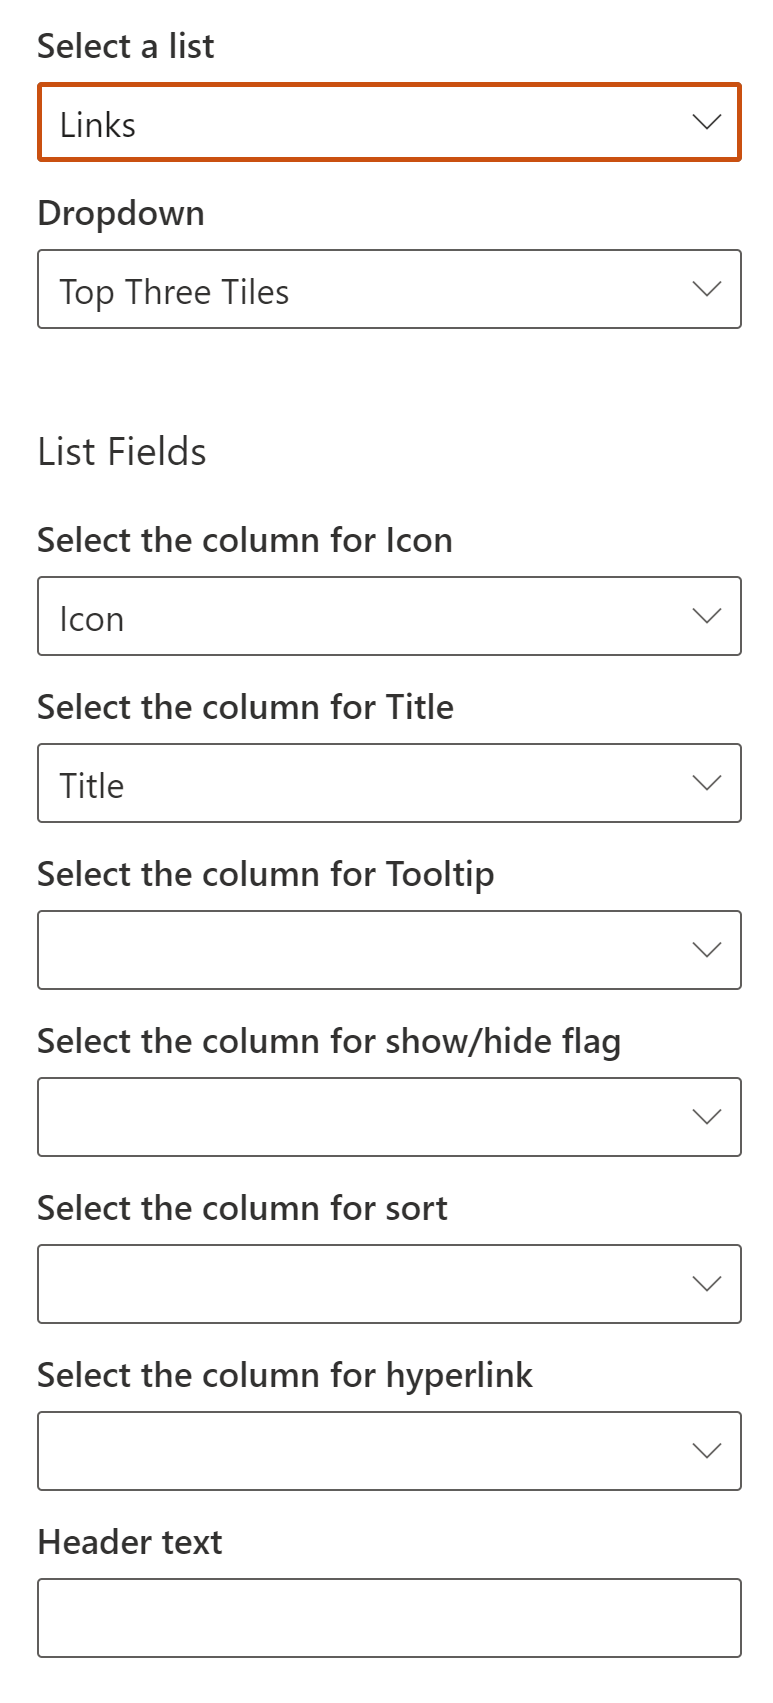 Select a list
Links
Dropdown
Top Three Tiles
List Fields
Select the column for Icon
Icon
Select the column for Title
Title
Select the column for Tooltip
Select the column for show/hide flag
Select the column for sort
Select the column for hyperlink
Header text